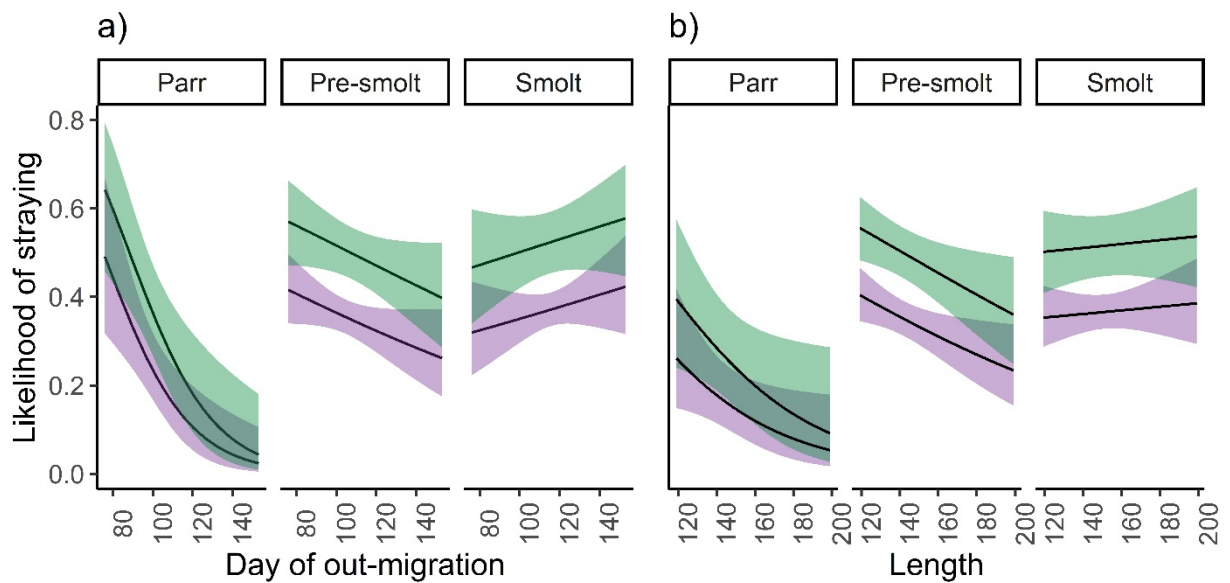 a)
b)
Parr Pre-smolt Smolt
Parr Pre-smolt Smolt
Likelihood of straying
0.8
0.6
0.4
0.2
0.0
80 100 120 140 80 100 120 140 80 100 120 140
120 140 160 180 200 120 140 160 180 200 120 140 160 180 200
Day of out-migration
Length